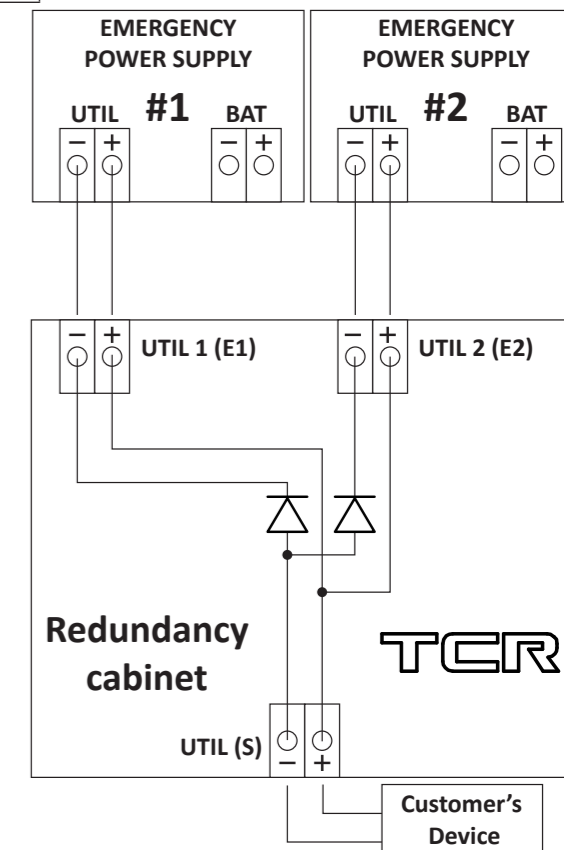 EMERGENCY
POWER SUPPLY
#1
UTIL
BAT
− +
− +
EMERGENCY
POWER SUPPLY
#2
UTIL
BAT
− +
− +
− +
UTIL 1 (E1)
− +
UTIL 2 (E2)
Redundancy
cabinet
TCR
UTIL (S)
− +
Customer’s
Device